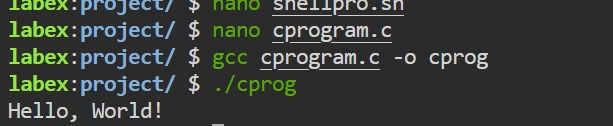 labex:project/ $ nano shellpro.sh
labex:project/ $ nano cprogram.c
labex:project/ $ gcc cprogram.c -o cprog
labex:project/ $ ./cprog
Hello, World!